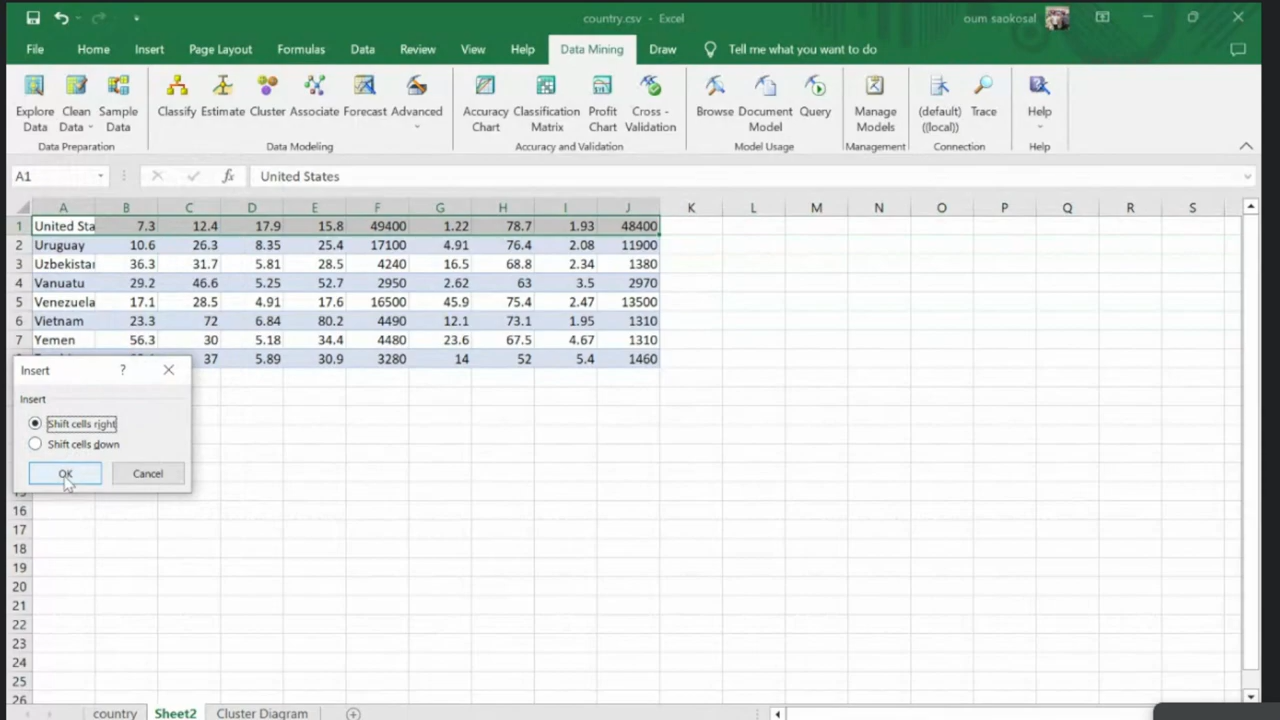 country.csv - Excel
oum saokosal
File Home Insert Page Layout Formulas Data Review View Help Data Mining Draw Tell me what you want to do
Explore Data Clean Data Sample Data Classify Estimate Cluster Associate Forecast Advanced Accuracy Chart Classification Matrix Profit Chart Cross - Validation Browse Document Model Query Manage Models (default) ((local)) Trace Help
Data Preparation Data Modeling Accuracy and Validation Model Usage Management Connection Help
A1 fx United States
A B C D E F G H I J K L M N O P Q R S
1 United Sta 7.3 12.4 17.9 15.8 49400 1.22 78.7 1.93 48400
2 Uruguay 10.6 26.3 8.35 25.4 17100 4.91 76.4 2.08 11900
3 Uzbekistan 36.3 31.7 5.81 28.5 4240 16.5 68.8 2.34 1380
4 Vanuatu 29.2 46.6 5.25 52.7 2950 2.62 63 3.5 2970
5 Venezuela 17.1 28.5 4.91 17.6 16500 45.9 75.4 2.47 13500
6 Vietnam 23.3 72 6.84 80.2 4490 12.1 73.1 1.95 1310
7 Yemen 56.3 30 5.18 34.4 4480 23.6 67.5 4.67 1310
37 5.89 30.9 3280 14 52 5.4 1460
Insert ?
Insert
Shift cells right
Shift cells down
OK Cancel
16
17
18
19
20
21
22
23
24
25
26
country Sheet2 Cluster Diagram